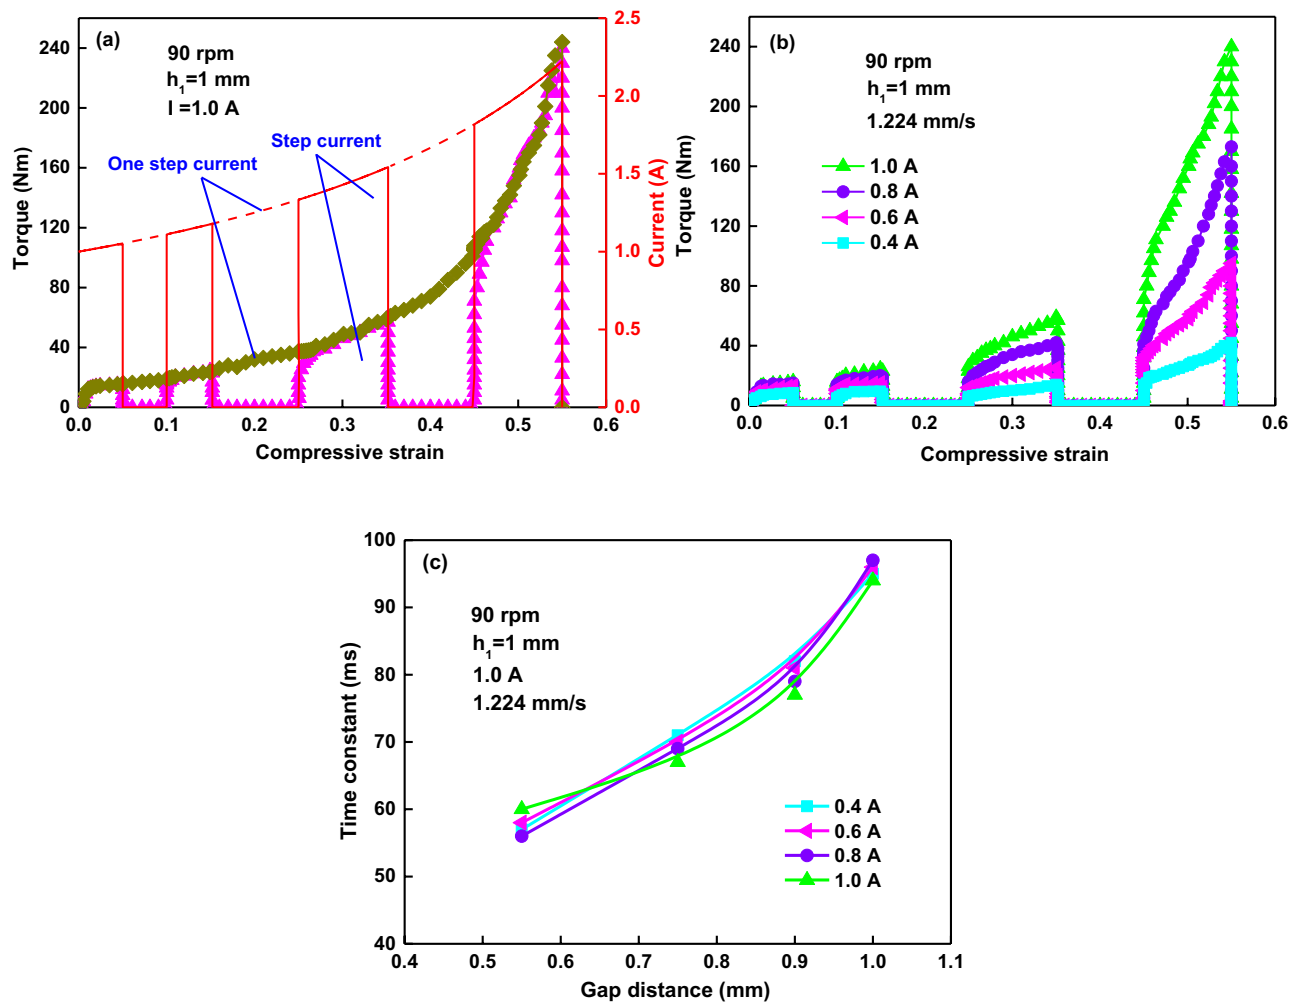 (a)
90 rpm
h1=1 mm
I=1.0 A
Step current
One step current
Torque (Nm)
240
200
160
120
80
40
0
0.0 0.1 0.2 0.3 0.4 0.5 0.6
Compressive strain
2.5
2.0
1.5
1.0
0.5
0.0
Current (A)
(b)
90 rpm
h1=1 mm
1.224 mm/s
1.0 A
0.8 A
0.6 A
0.4 A
Torque (Nm)
240
200
160
120
80
40
0
0.0 0.1 0.2 0.3 0.4 0.5 0.6
Compressive strain
(c)
90 rpm
h1=1 mm
1.0 A
1.224 mm/s
0.4 A
0.6 A
0.8 A
1.0 A
Time constant (ms)
100
90
80
70
60
50
40
0.4 0.5 0.6 0.7 0.8 0.9 1.0 1.1
Gap distance (mm)